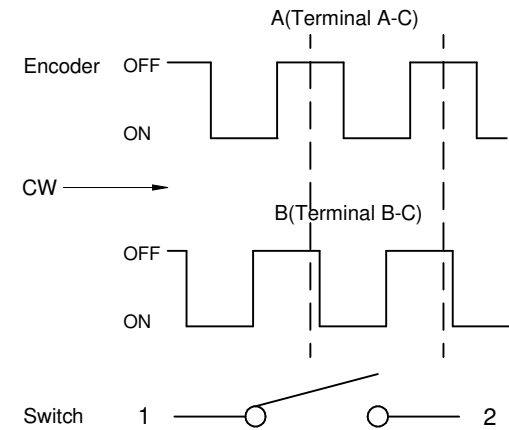 A(Terminal A-C)
Encoder OFF
ON
CW
B(Terminal B-C)
OFF
ON
Switch 1 2